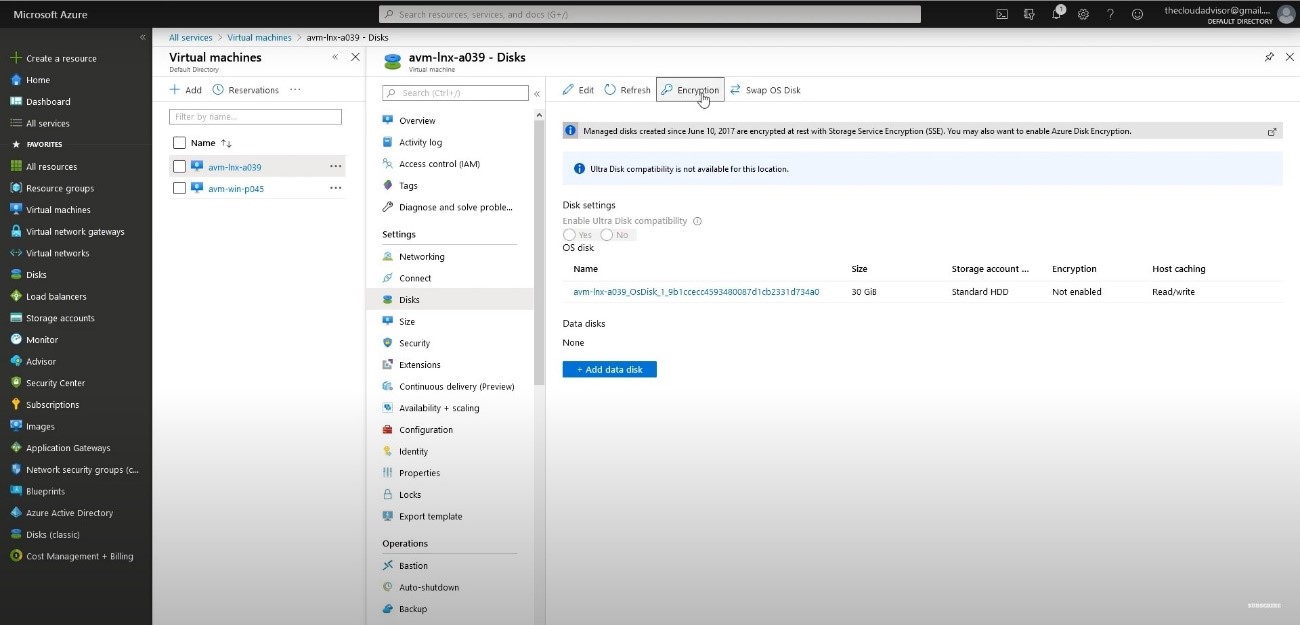 Microsoft Azure
Search resources, services, and docs (G+/)
1
thecloudadvisor@gmail....
DEFAULT DIRECTORY
«
Create a resource
Home
Dashboard
All services
FAVORITES
All resources
Resource groups
Virtual machines
Virtual network gateways
Virtual networks
Disks
Load balancers
Storage accounts
Monitor
Advisor
Security Center
Subscriptions
Images
Application Gateways
Network security groups (c...
Blueprints
Azure Active Directory
Disks (classic)
Cost Management + Billing
All services > Virtual machines > avm-lnx-a039 - Disks
Virtual machines
Default Directory
Add Reservations ...
Filter by name...
Name
avm-lnx-a039 ...
avm-win-p045 ...
avm-lnx-a039 - Disks
Virtual machine
Search (Ctrl+/)
Overview
Activity log
Access control (IAM)
Tags
Diagnose and solve proble...
Settings
Networking
Connect
Disks
Size
Security
Extensions
Continuous delivery (Preview)
Availability + scaling
Configuration
Identity
Properties
Locks
Export template
Operations
Bastion
Auto-shutdown
Backup
Edit Refresh Encryption Swap OS Disk
Managed disks created since June 10, 2017 are encrypted at rest with Storage Service Encryption (SSE). You may also want to enable Azure Disk Encryption.
Ultra Disk compatibility is not available for this location.
Disk settings
Enable Ultra Disk compatibility
Yes No
OS disk
Name Size Storage account ... Encryption Host caching
avm-lnx-a039_OsDisk_1_9b1ccecc4593480087d1cb2331d734a0 30 GiB Standard HDD Not enabled Read/write
Data disks
None
+ Add data disk